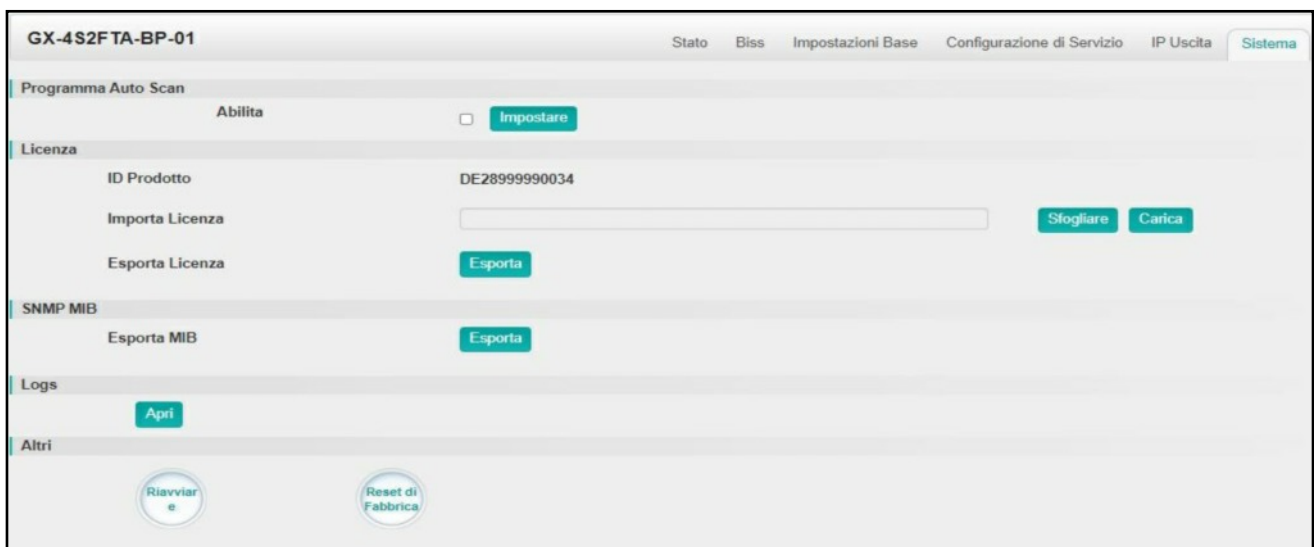 GX-4S2FTA-BP-01
Stato Biss Impostazioni Base Configurazione di Servizio IP Uscita Sistema
Programma Auto Scan
Abilita Impostare
Licenza
ID Prodotto DE28999990034
Importa Licenza Sfogliare Carica
Esporta Licenza Esporta
SNMP MIB
Esporta MIB Esporta
Logs
Apri
Altri
Riavviar
e
Reset di
Fabbrica